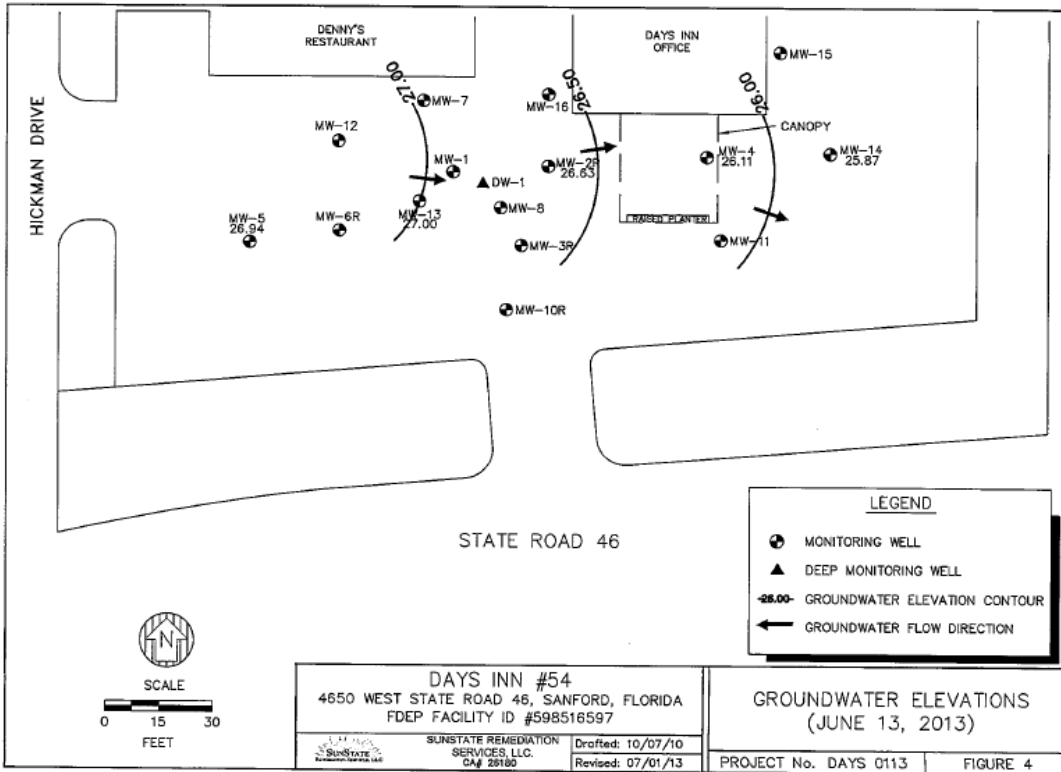 DENNY'S
RESTAURANT
DAYS INN
OFFICE
HICKMAN DRIVE
27.00
26.50
26.00
MW-15
MW-7
MW-16
MW-12
CANOPY
MW-1
MW-2R
26.63
MW-4
26.11
MW-14
25.87
DW-1
MW-13
27.00
MW-8
MW-5
26.94
MW-6R
RAISED PLANTER
MW-3R
MW-11
MW-10R
STATE ROAD 46
LEGEND
MONITORING WELL
DEEP MONITORING WELL
-26.00- GROUNDWATER ELEVATION CONTOUR
GROUNDWATER FLOW DIRECTION
N
SCALE
0 15 30
FEET
DAYS INN #54
4650 WEST STATE ROAD 46, SANFORD, FLORIDA
FDEP FACILITY ID #598516597
SUNSTATE
SUNSTATE REMEDIATION
SERVICES, LLC.
CA# 26180
Drafted: 10/07/10
Revised: 07/01/13
GROUNDWATER ELEVATIONS
(JUNE 13, 2013)
PROJECT No. DAYS 0113
FIGURE 4